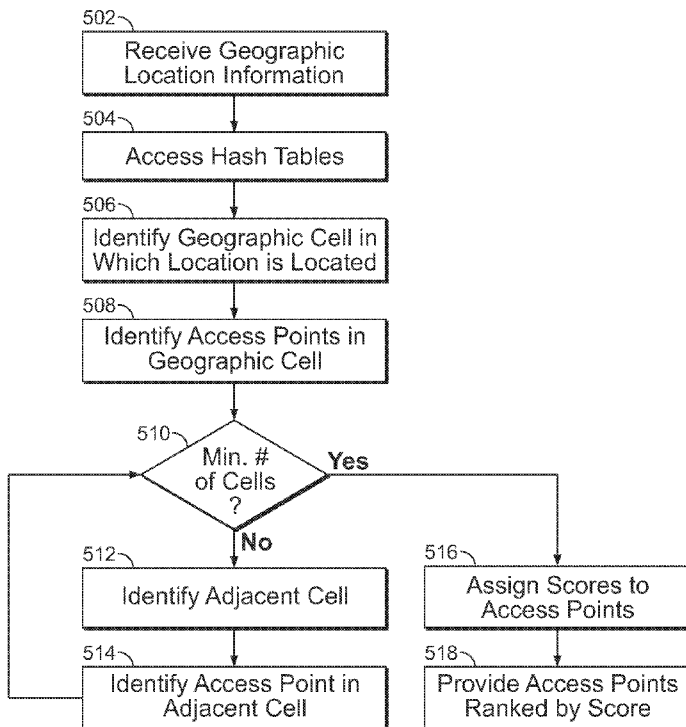 502
Receive Geographic
Location Information
504
Access Hash Tables
506
Identify Geographic Cell in
Which Location is Located
508
Identify Access Points in
Geographic Cell
510
Min. #
of Cells
?
Yes
No
512
Identify Adjacent Cell
514
Identify Access Point in
Adjacent Cell
516
Assign Scores to
Access Points
518
Provide Access Points
Ranked by Score